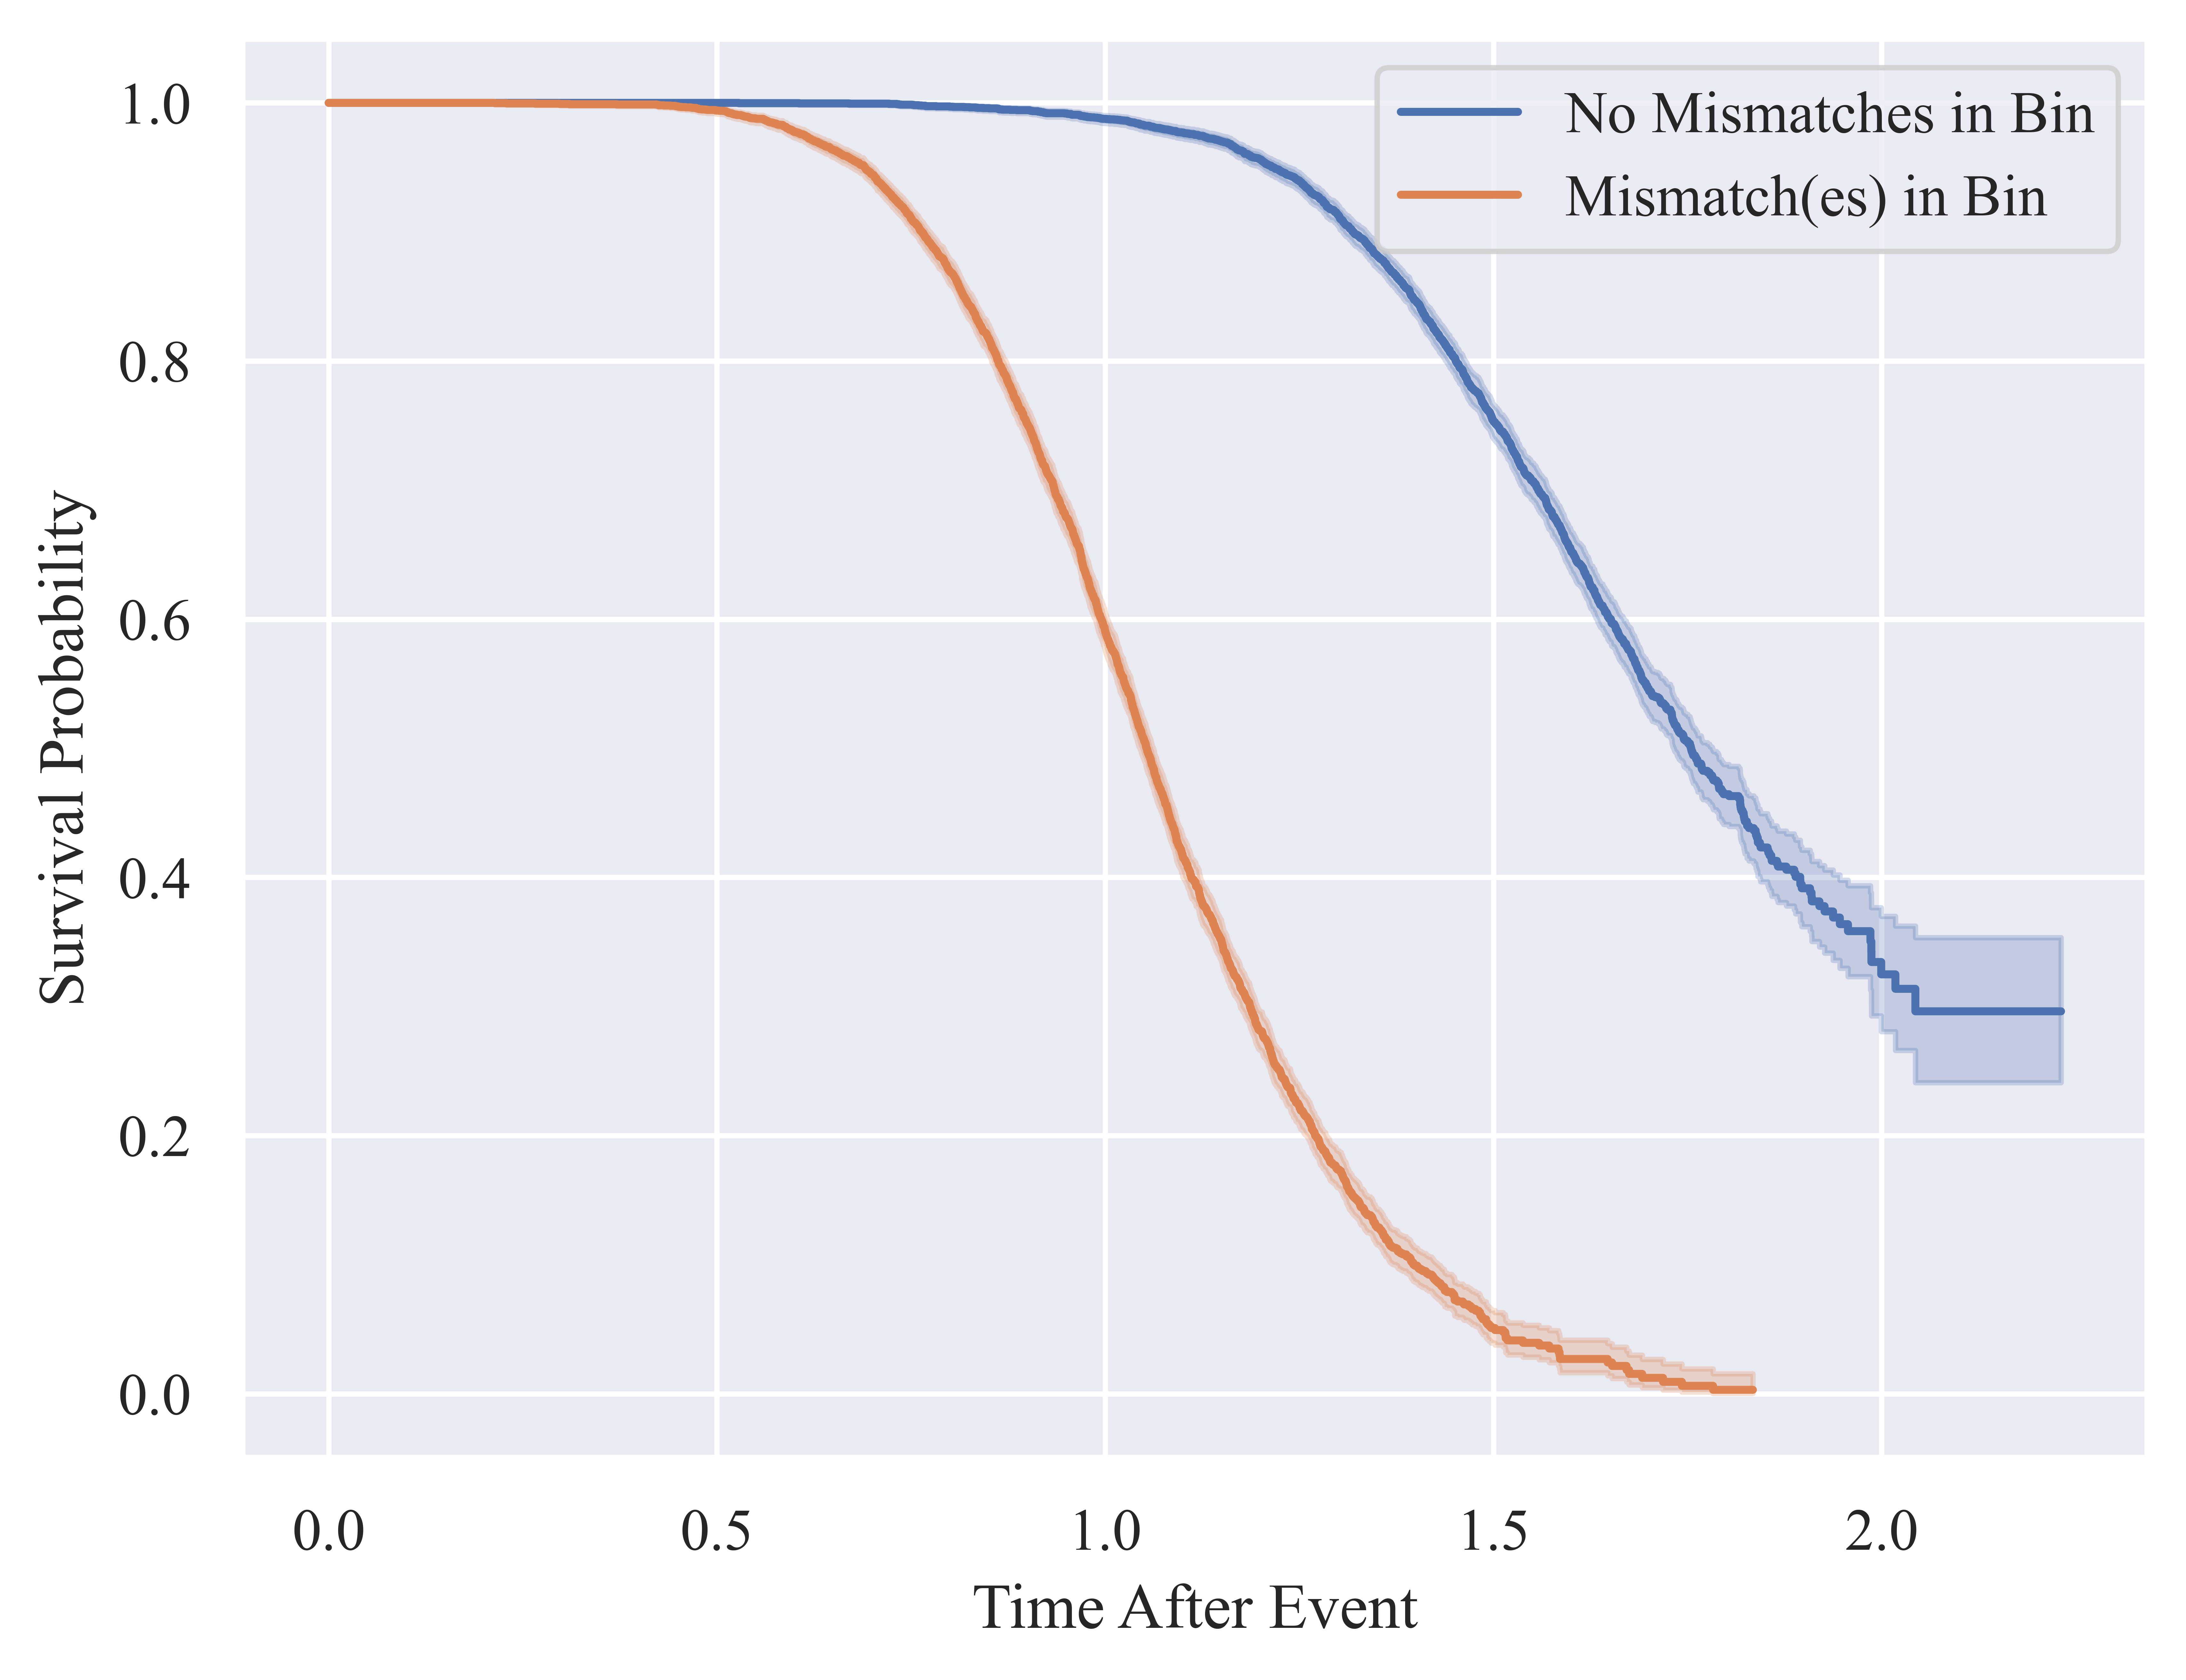 No Mismatches in Bin
Mismatch(es) in Bin
1.0
0.8
0.6
0.4
0.2
0.0
Survival Probability
0.0 0.5 1.0 1.5 2.0
Time After Event